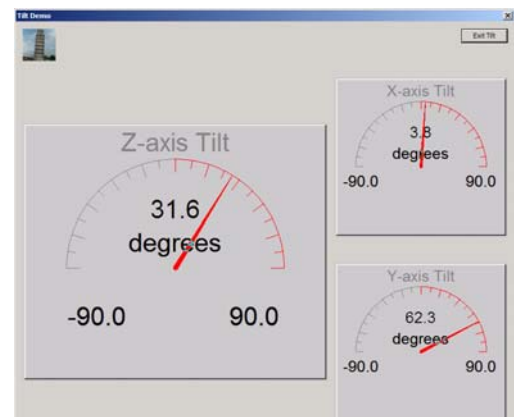 Tilt Demo
Exit Tilt
Z-axis Tilt
31.6
degrees
-90.0 90.0
X-axis Tilt
3.8
degrees
-90.0 90.0
Y-axis Tilt
62.3
degrees
-90.0 90.0